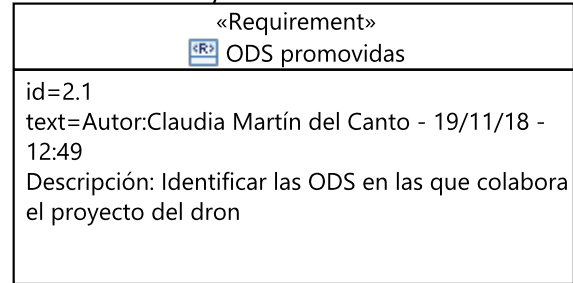 «Requirement»
«R» ODS promovidas
id=2.1
text=Autor:Claudia Martín del Canto - 19/11/18 -
12:49
Descripción: Identificar las ODS en las que colabora
el proyecto del dron